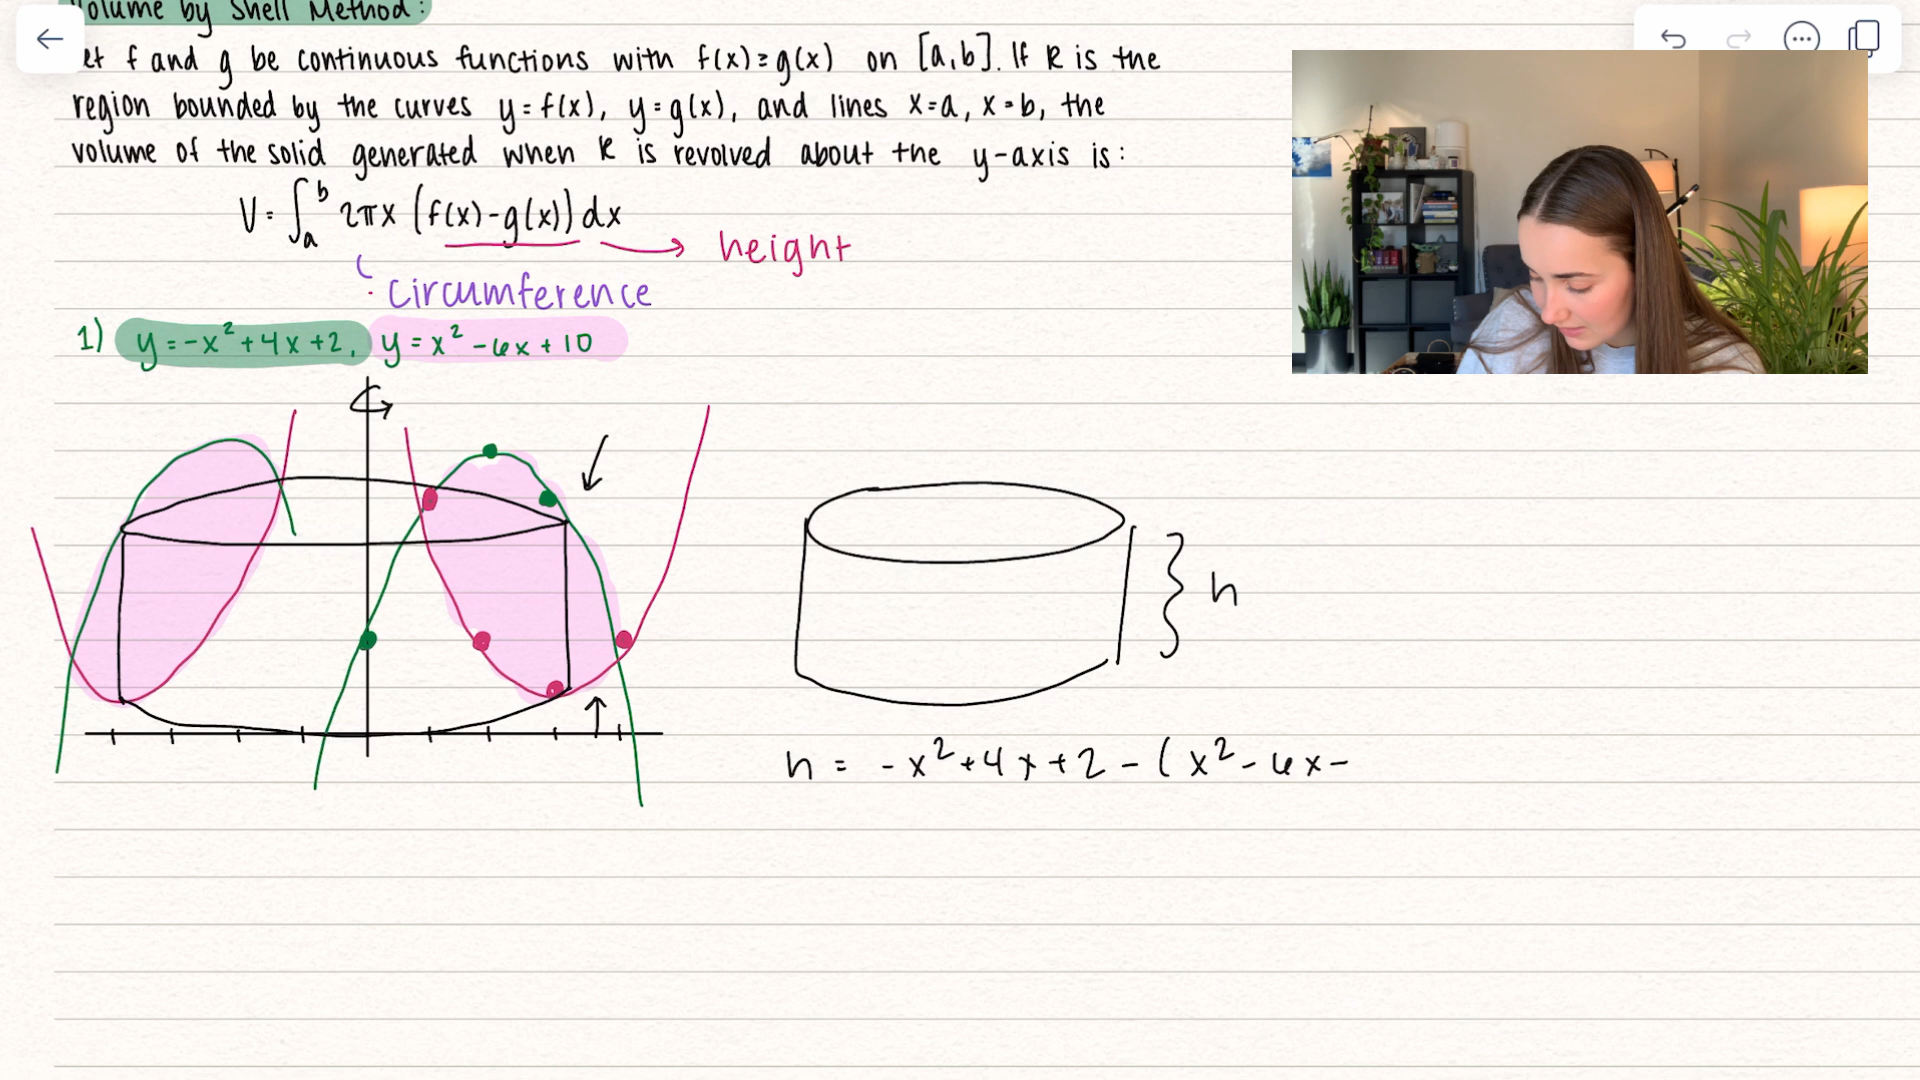 Volume by Shell Method:
et f and g be continuous functions with f(x)≥g(x) on [a,b]. If R is the
region bounded by the curves y=f(x), y=g(x), and lines x=a, x=b, the
volume of the solid generated when R is revolved about the y-axis is:
V=∫ₐᵇ 2πx (f(x)-g(x)) dx
height
circumference
1) y=-x²+4x+2, y=x²-6x+10
h
h = -x²+4x+2-(x²-6x-